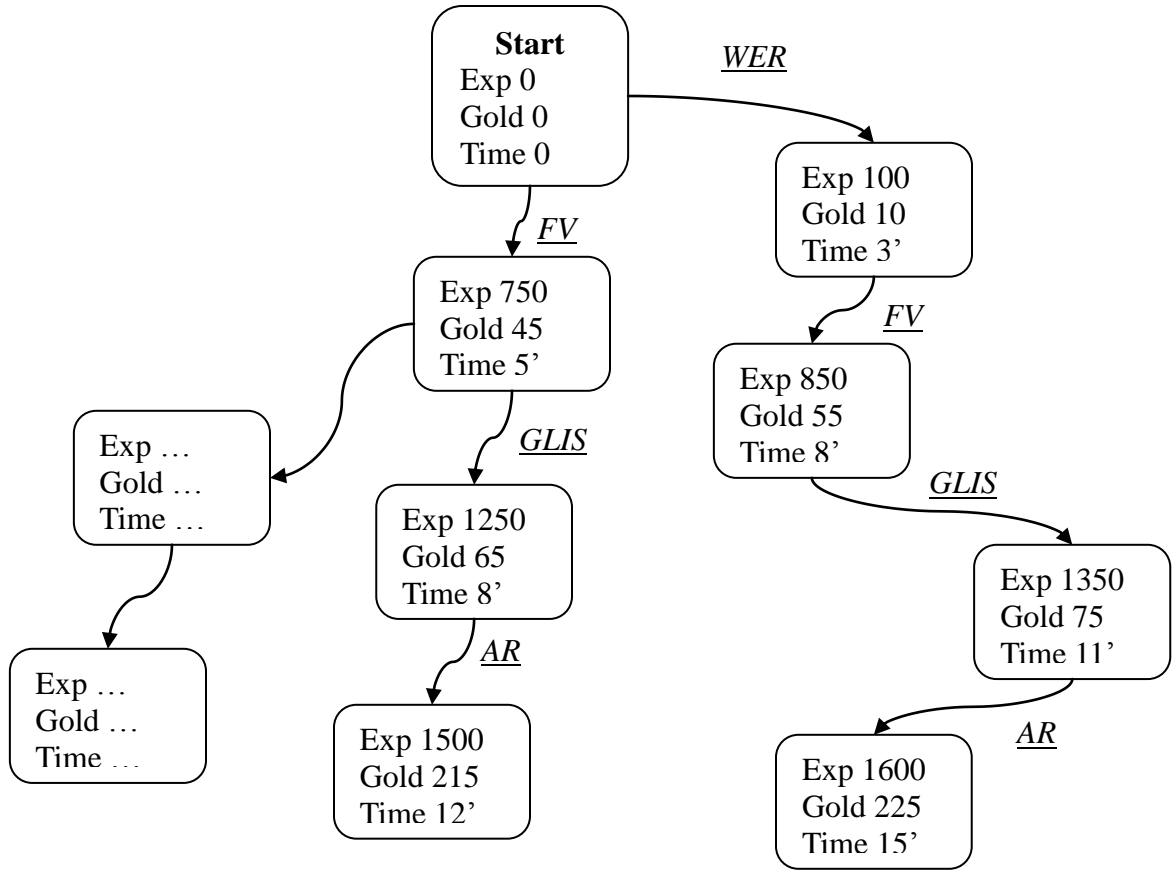 Start
Exp 0
Gold 0
Time 0
WER
Exp 100
Gold 10
Time 3’
FV
Exp 750
Gold 45
Time 5’
FV
Exp 850
Gold 55
Time 8’
Exp …
Gold …
Time …
GLIS
Exp 1250
Gold 65
Time 8’
GLIS
Exp 1350
Gold 75
Time 11’
Exp …
Gold …
Time …
AR
Exp 1500
Gold 215
Time 12’
AR
Exp 1600
Gold 225
Time 15’